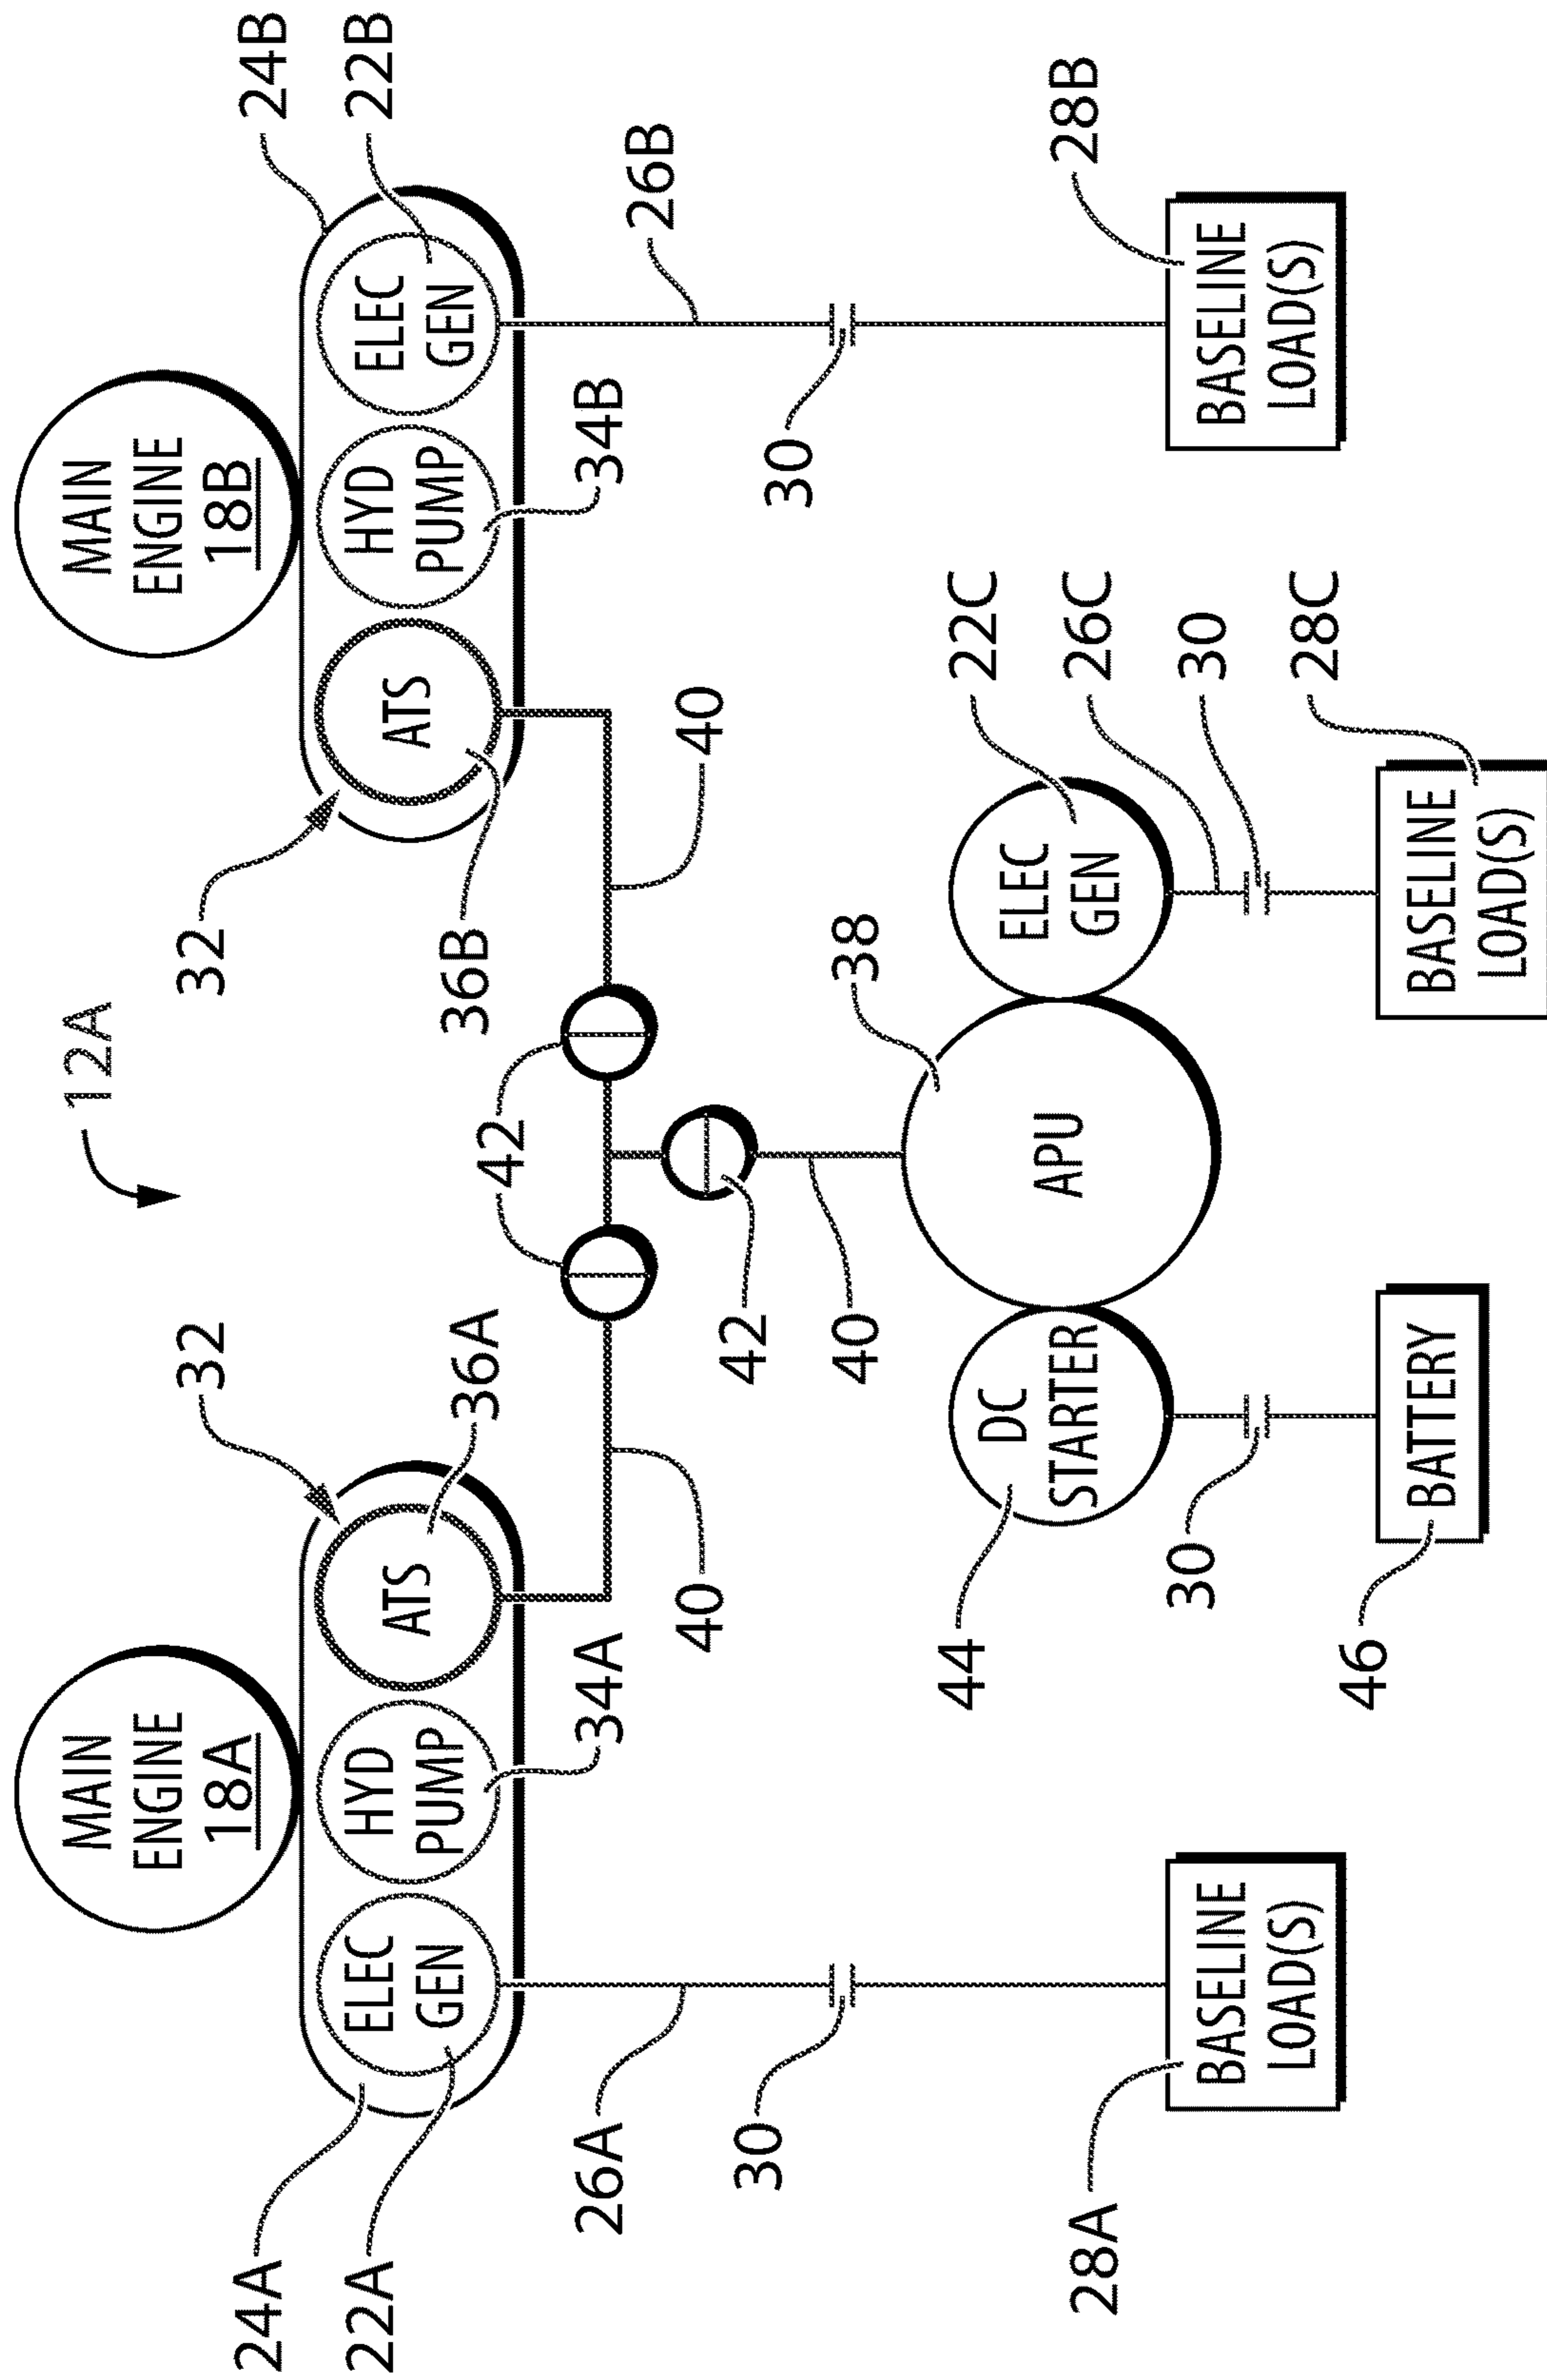 12A
MAIN
ENGINE
18A
MAIN
ENGINE
18B
24A
22A
ELEC
GEN
HYD
PUMP
ATS
32
36A
34A
32
36B
ATS
HYD
PUMP
ELEC
GEN
24B
22B
34B
26A
30
40
42
40
26B
30
42
40
38
44
DC
STARTER
APU
ELEC
GEN
22C
26C
30
30
28A
BASELINE
LOAD(S)
46
BATTERY
BASELINE
LOAD(S)
28C
BASELINE
LOAD(S)
28B